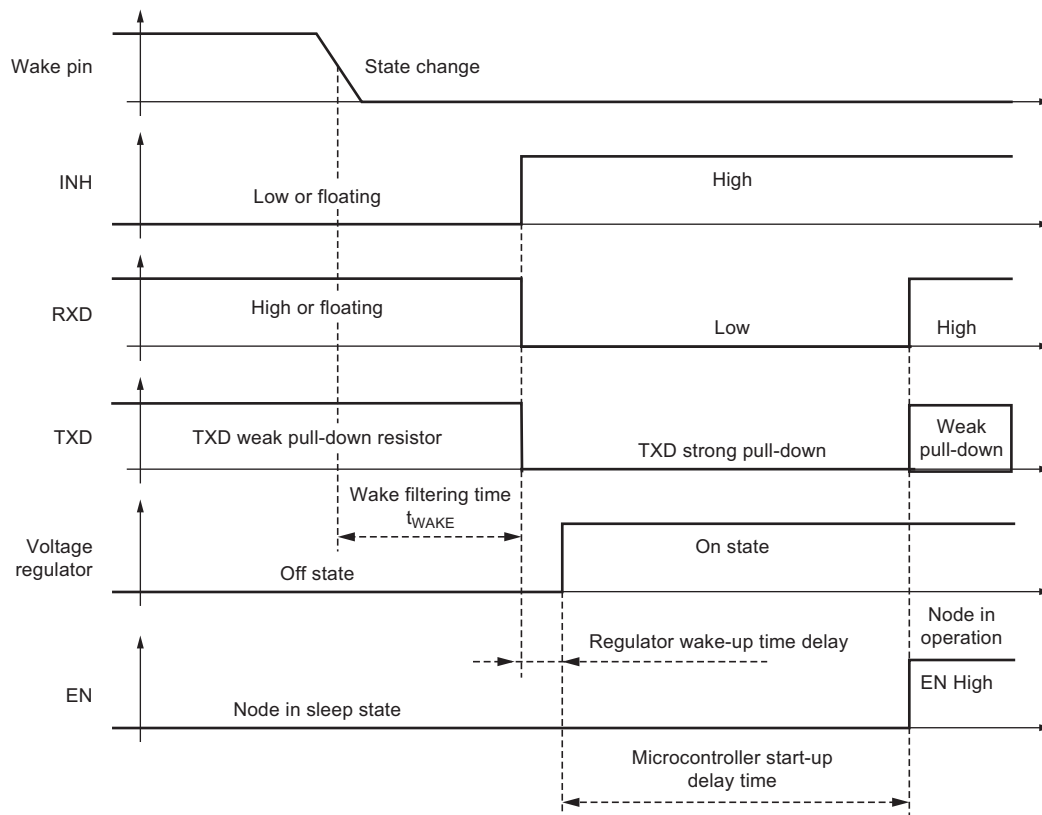 Wake pin
State change
INH
Low or floating
High
RXD
High or floating
Low
High
TXD
TXD weak pull-down resistor
TXD strong pull-down
Weak
pull-down
Wake filtering time
tWAKE
Voltage
regulator
Off state
On state
Node in
operation
Regulator wake-up time delay
EN
Node in sleep state
EN High
Microcontroller start-up
delay time